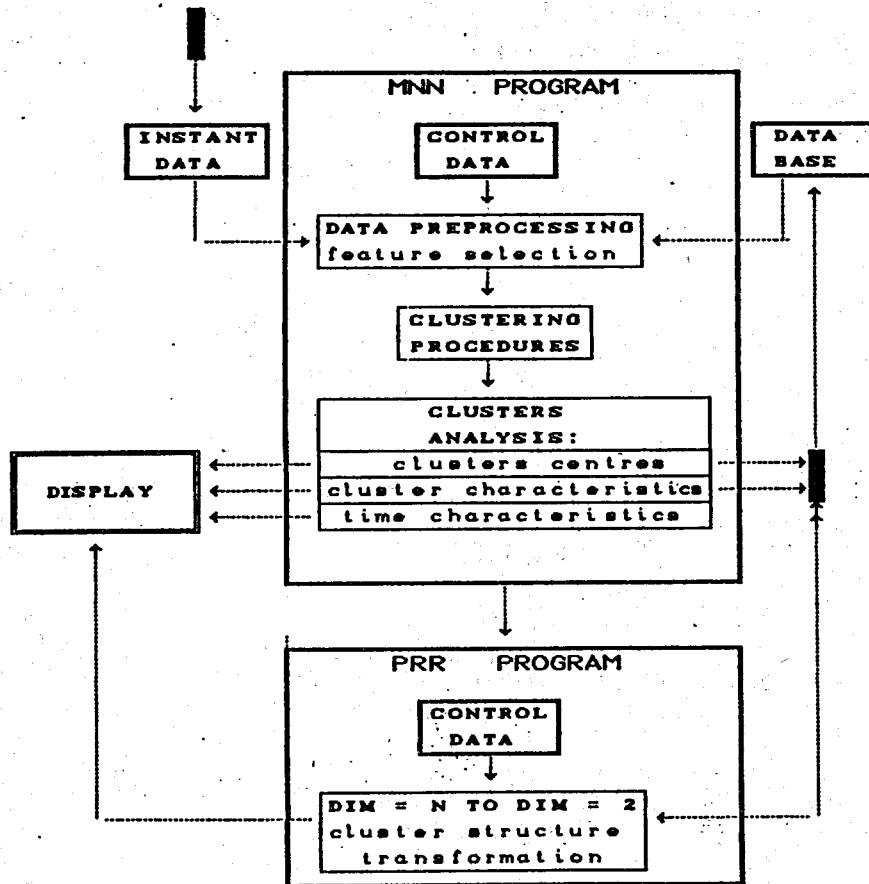 MNN PROGRAM
INSTANT
DATA
CONTROL
DATA
DATA
BASE
DATA PREPROCESSING
feature selection
CLUSTERING
PROCEDURES
CLUSTERS
ANALYSIS:
clusters centres
cluster characteristics
time characteristics
DISPLAY
PRR PROGRAM
CONTROL
DATA
DIM = N TO DIM = 2
cluster structure
transformation